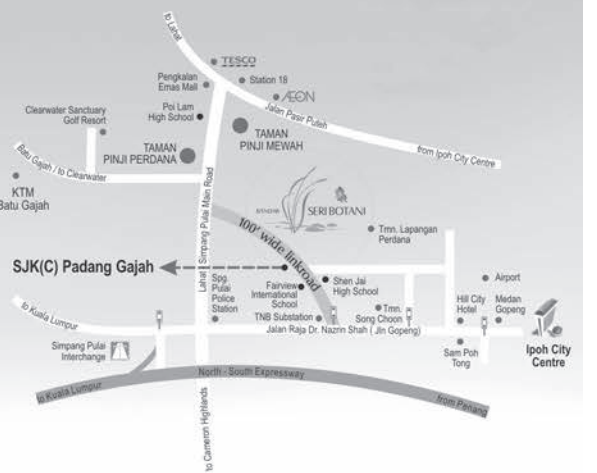 to Lahat
TESCO
Pengkalan
Emas Mall
Station 18
ÆON
Clearwater Sanctuary
Golf Resort
Poi Lam
High School
Jalan Pasir Puteh
TAMAN
PINJI MEWAH
TAMAN
PINJI PERDANA
from Ipoh City Centre
Batu Gajah / to Clearwater
KTM
Batu Gajah
Lahat / Simpang Pulai Main Road
BANDAR
SERI BOTANI
100' wide linkroad
Tmn. Lapangan
Perdana
SJK(C) Padang Gajah
Spg.
Pulai
Police
Station
Fairview
International
School
Shen Jai
High School
Airport
Hill City
Hotel
Medan
Gopeng
TNB Substation
Tmn.
Song Choon
to Kuala Lumpur
Jalan Raja Dr. Nazrin Shah ( Jln Gopeng )
Simpang Pulai
Interchange
Sam Poh
Tong
Ipoh City
Centre
North - South Expressway
to Kuala Lumpur
from Penang
to Cameron Highlands